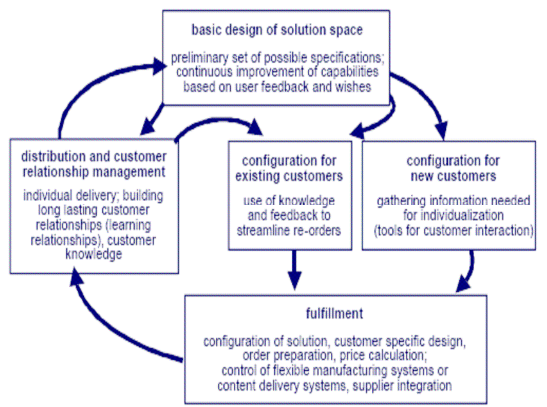 basic design of solution space
preliminary set of possible specifications;
continuous improvement of capabilities
based on user feedback and wishes
distribution and customer
relationship management
individual delivery; building
long lasting customer
relationships (learning
relationships), customer
knowledge
configuration for
existing customers
use of knowledge
and feedback to
streamline re-orders
configuration for
new customers
gathering information needed
for individualization
(tools for customer interaction)
fulfillment
configuration of solution, customer specific design,
order preparation, price calculation;
control of flexible manufacturing systems or
content delivery systems, supplier integration